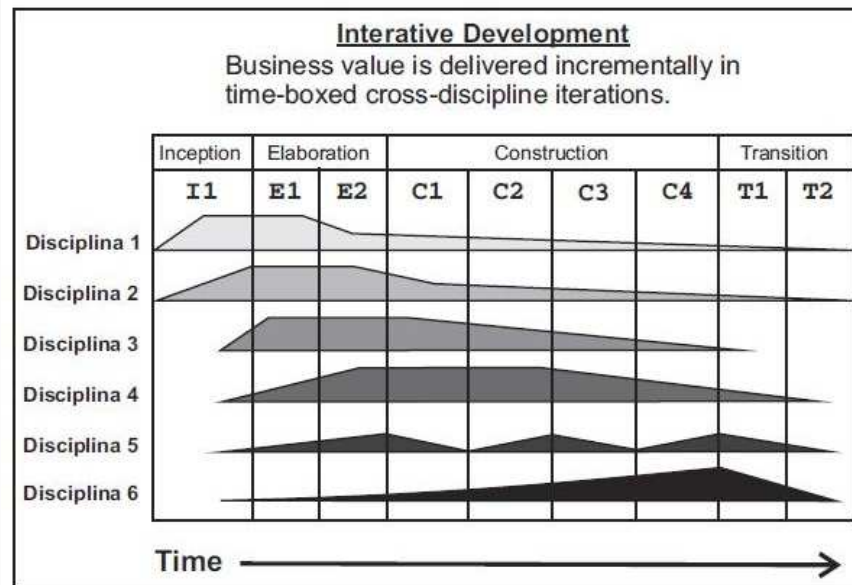 Interative Development
Business value is delivered incrementally in
time-boxed cross-discipline iterations.
Inception Elaboration Construction Transition
I1 E1 E2 C1 C2 C3 C4 T1 T2
Disciplina 1
Disciplina 2
Disciplina 3
Disciplina 4
Disciplina 5
Disciplina 6
Time